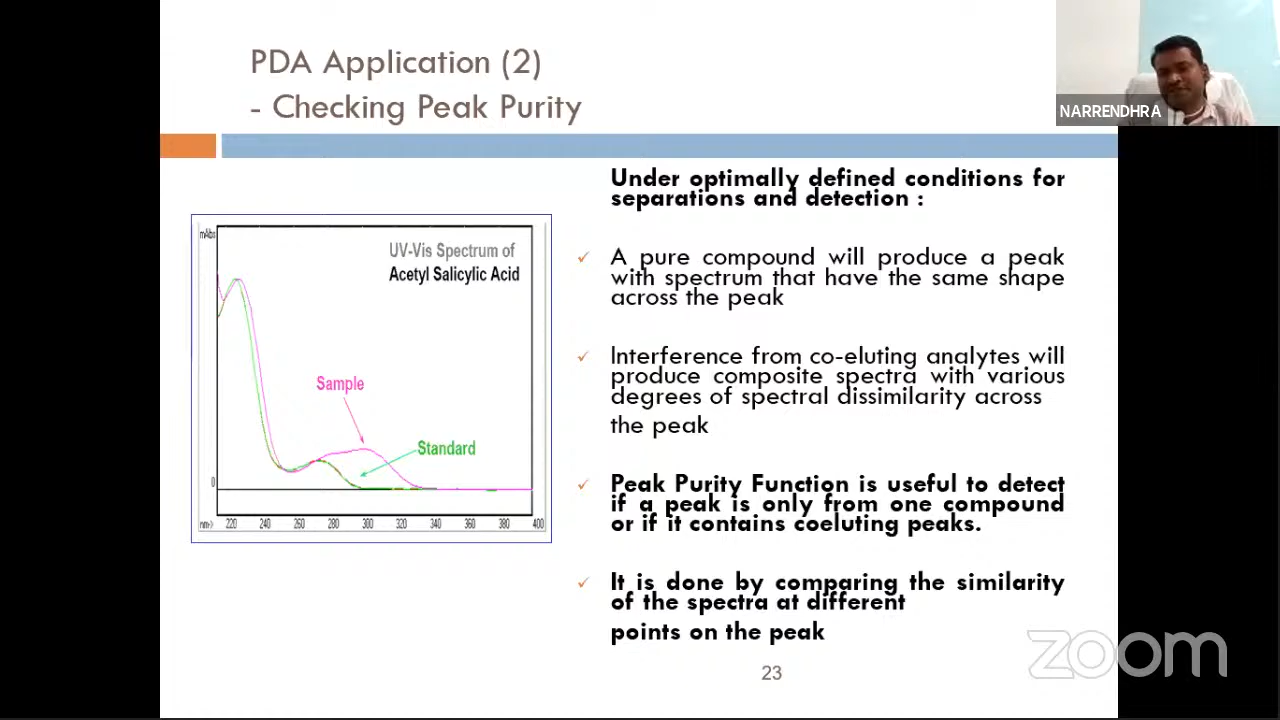 PDA Application (2)
- Checking Peak Purity
NARRENDHRA
Under optimally defined conditions for
separations and detection :
mAbs
UV-Vis Spectrum of
Acetyl Salicylic Acid
Sample
Standard
0
nm->
220 240 260 280 300 320 340 360 380 400
✓ A pure compound will produce a peak
with spectrum that have the same shape
across the peak
✓ Interference from co-eluting analytes will
produce composite spectra with various
degrees of spectral dissimilarity across
the peak
✓ Peak Purity Function is useful to detect
if a peak is only from one compound
or if it contains coeluting peaks.
✓ It is done by comparing the similarity
of the spectra at different
points on the peak
23
zoom